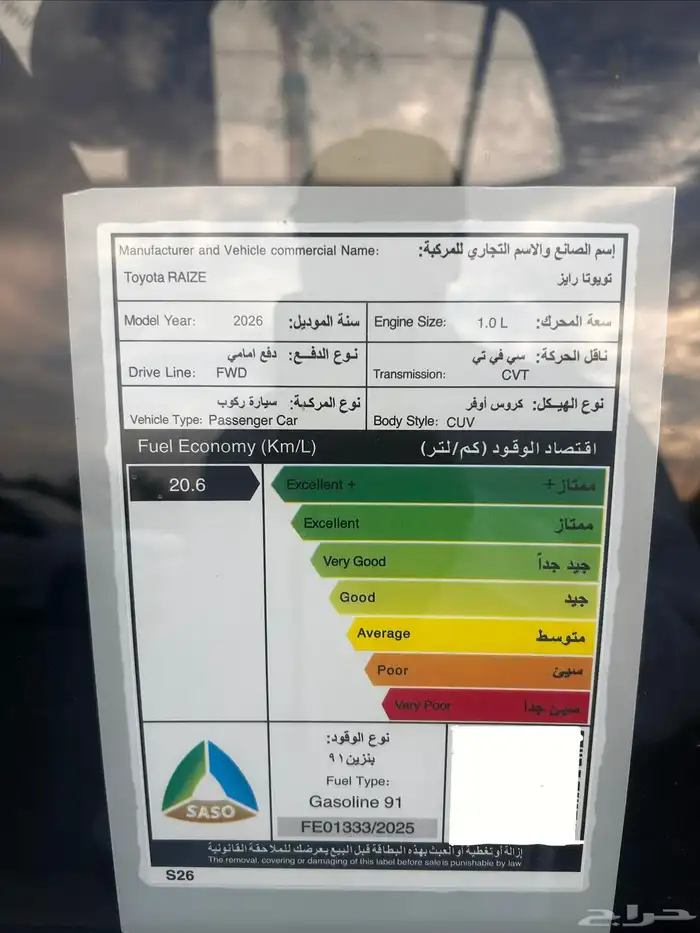 Manufacturer and Vehicle commercial Name: إسم الصانع والاسم التجاري للمركبة:
Toyota RAIZE تويوتا رايز
Model Year: 2026 سنة الموديل: Engine Size: 1.0 L سعة المحرك:
نوع الدفـــع: دفع امامي ناقل الحركة: سي في تي
Drive Line: FWD Transmission: CVT
نوع المركبة: سيارة ركوب نوع الهيكل: كروس أوفر
Vehicle Type: Passenger Car Body Style: CUV
Fuel Economy (Km/L) اقتصاد الوقود (كم/لتر)
20.6 Excellent + ممتاز+
Excellent ممتاز
Very Good جيد جداً
Good جيد
Average متوسط
Poor سيئ
Very Poor سيئ جدا
نوع الوقود:
بنزين ٩١
Fuel Type:
Gasoline 91
SASO
FE01333/2025
إزالة أو تغطية أو العبث بهذه البطاقة قبل البيع يعرضك للملاحقة القانونية
The removal, covering or damaging of this label before sale is punishable by law
S26
حراج